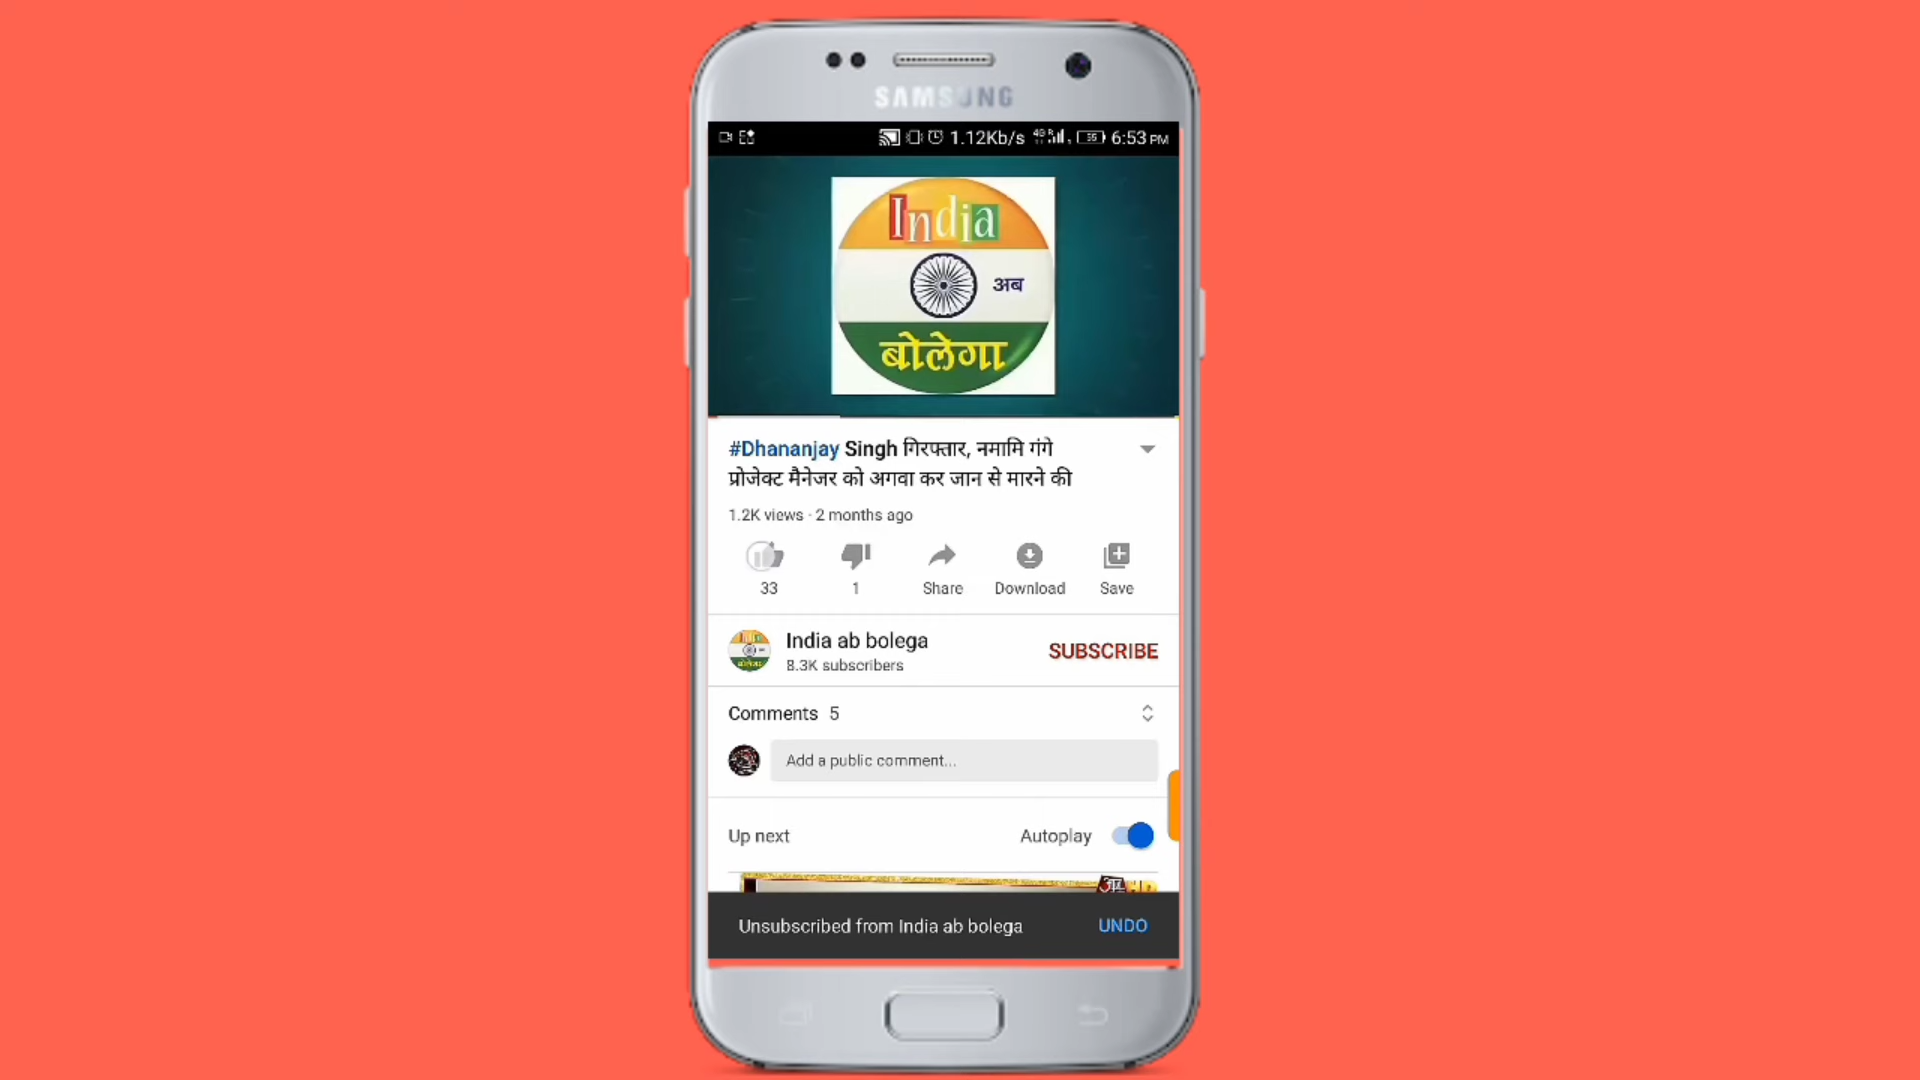 SAMSUNG
1.12Kb/s 55 6:53 PM
India
अब
बोलेगा
#Dhananjay Singh गिरफ्तार, नमामि गंगे
प्रोजेक्ट मैनेजर को अगवा कर जान से मारने की
1.2K views · 2 months ago
33 1 Share Download Save
India ab bolega SUBSCRIBE
8.3K subscribers
Comments 5
Add a public comment...
Up next Autoplay
Unsubscribed from India ab bolega UNDO